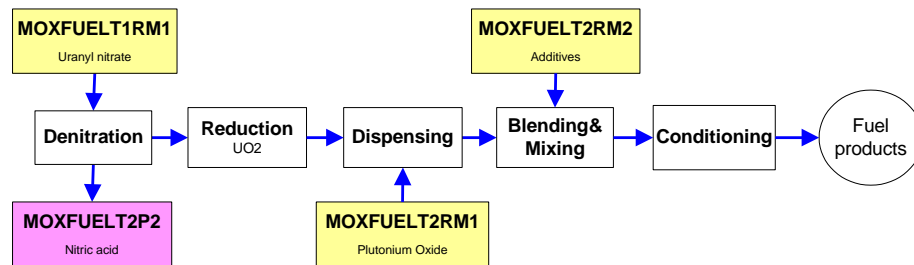 MOXFUELT1RM1
Uranyl nitrate
MOXFUELT2RM2
Additives
Denitration
Reduction
UO2
Dispensing
Blending&
Mixing
Conditioning
Fuel
products
MOXFUELT2P2
Nitric acid
MOXFUELT2RM1
Plutonium Oxide